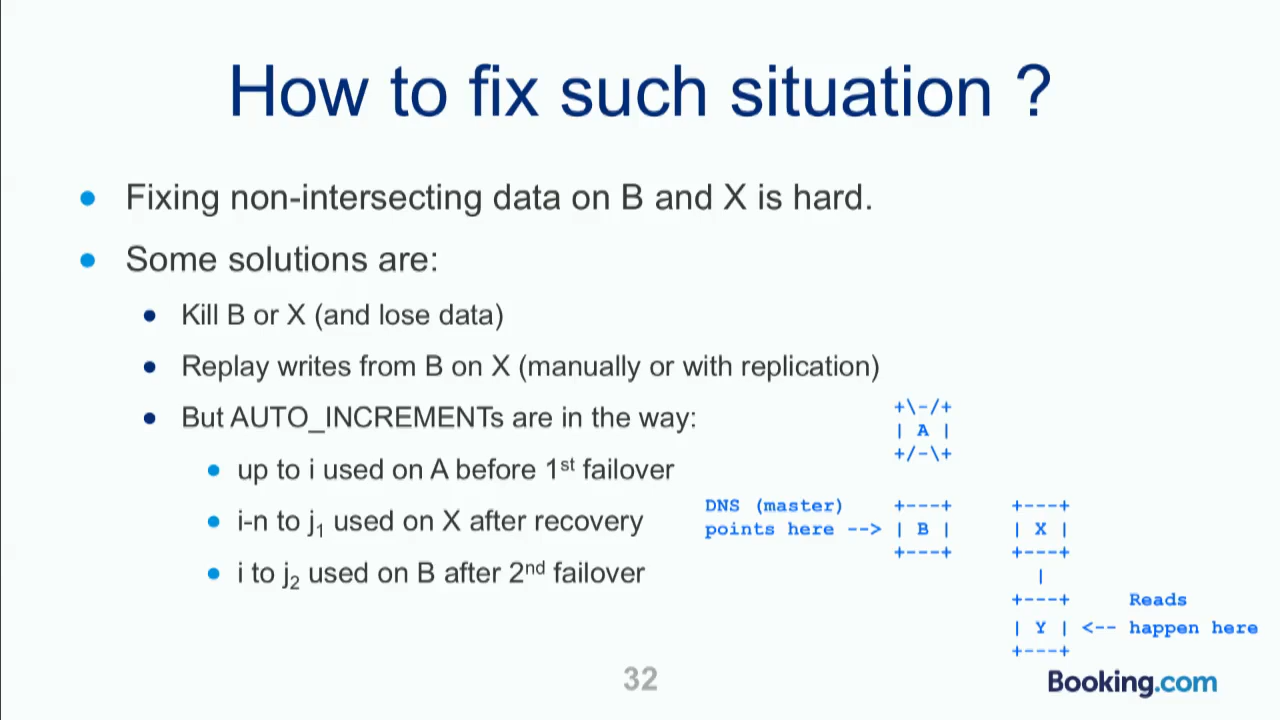 How to fix such situation ?
Fixing non-intersecting data on B and X is hard.
Some solutions are:
Kill B or X (and lose data)
Replay writes from B on X (manually or with replication)
But AUTO_INCREMENTs are in the way:
up to i used on A before 1st failover
i-n to j1 used on X after recovery
i to j2 used on B after 2nd failover
+\-/+
| A |
+/-\+
DNS (master) +---+ +---+
points here --> | B | | X |
+---+ +---+
|
+---+ Reads
| Y | <-- happen here
+---+
32
Booking.com